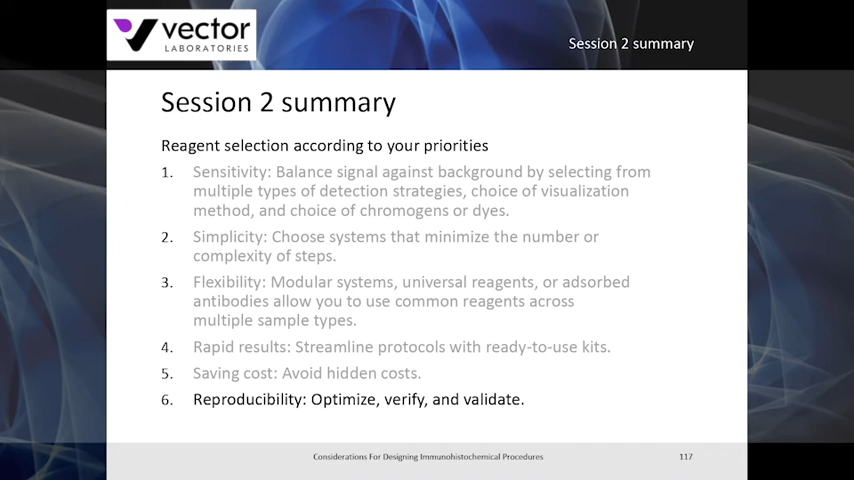 vector
LABORATORIES
Session 2 summary
Session 2 summary
Reagent selection according to your priorities
1. Sensitivity: Balance signal against background by selecting from
multiple types of detection strategies, choice of visualization
method, and choice of chromogens or dyes.
2. Simplicity: Choose systems that minimize the number or
complexity of steps.
3. Flexibility: Modular systems, universal reagents, or adsorbed
antibodies allow you to use common reagents across
multiple sample types.
4. Rapid results: Streamline protocols with ready-to-use kits.
5. Saving cost: Avoid hidden costs.
6. Reproducibility: Optimize, verify, and validate.
Considerations For Designing Immunohistochemical Procedures
117